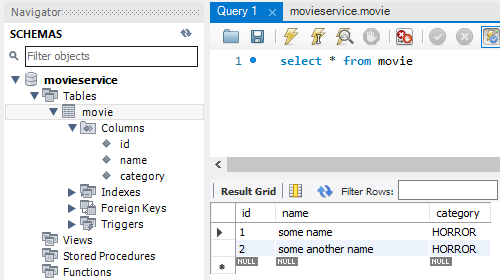 Navigator
SCHEMAS
Filter objects
movieservice
Tables
movie
Columns
id
name
category
Indexes
Foreign Keys
Triggers
Views
Stored Procedures
Functions
Query 1
movieservice.movie
1 select * from movie
Result Grid Filter Rows:
id name category
1 some name HORROR
2 some another name HORROR
NULL NULL NULL